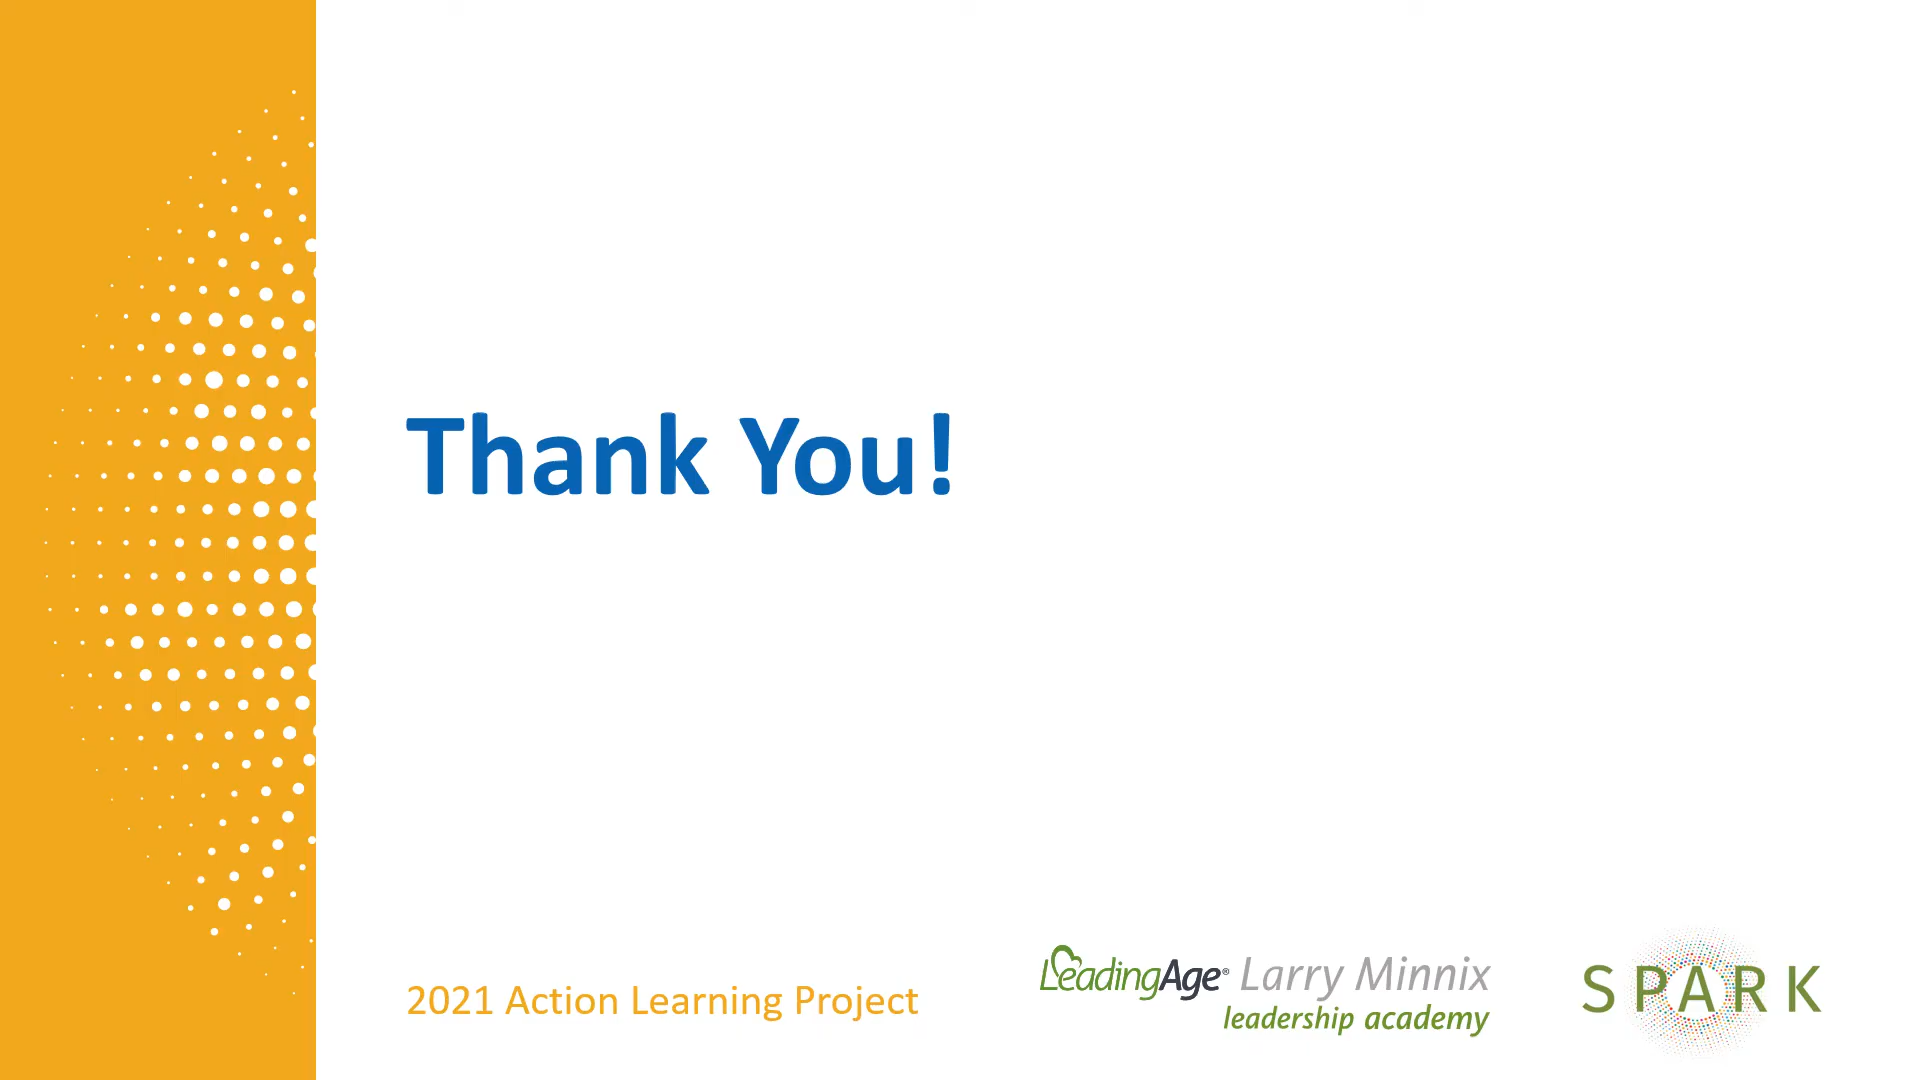 Thank You!
2021 Action Learning Project
LeadingAge® Larry Minnix
leadership academy
SPARK